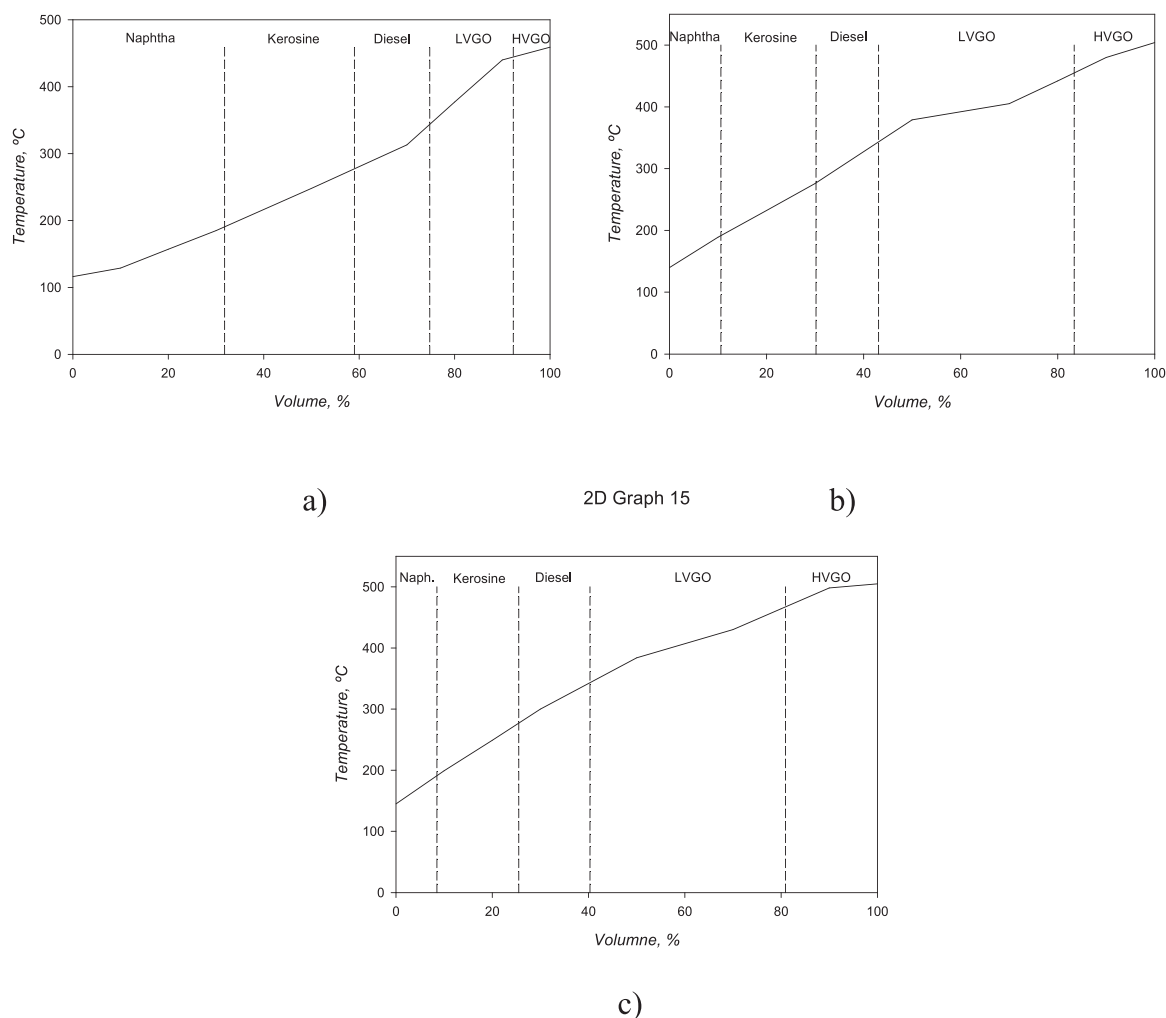 500
Naphtha Kerosine Diesel LVGO HVGO
400
300
200
100
0
Temperature, ºC
0 20 40 60 80 100
Volume, %
a)
Naphtha Kerosine Diesel LVGO HVGO
500
400
300
200
100
0
Temperature, ºC
0 20 40 60 80 100
Volume, %
b)
2D Graph 15
Naph. Kerosine Diesel LVGO HVGO
500
400
300
200
100
0
Temperature, ºC
0 20 40 60 80 100
Volumne, %
c)